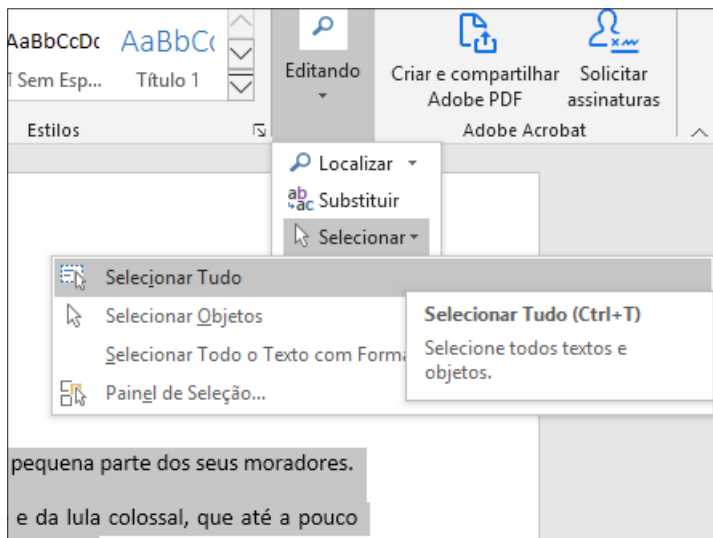 AaBbCcDc AaBbC(
Sem Esp... Título 1
Estilos
Editando
Criar e compartilhar
Adobe PDF
Solicitar
assinaturas
Adobe Acrobat
Localizar
ab
ac Substituir
Selecionar
Selecionar Tudo
Selecionar Objetos
Selecionar Todo o Texto com Forma
Painel de Seleção...
Selecionar Tudo (Ctrl+T)
Selecione todos textos e
objetos.
pequena parte dos seus moradores.
e da lula colossal, que até a pouco